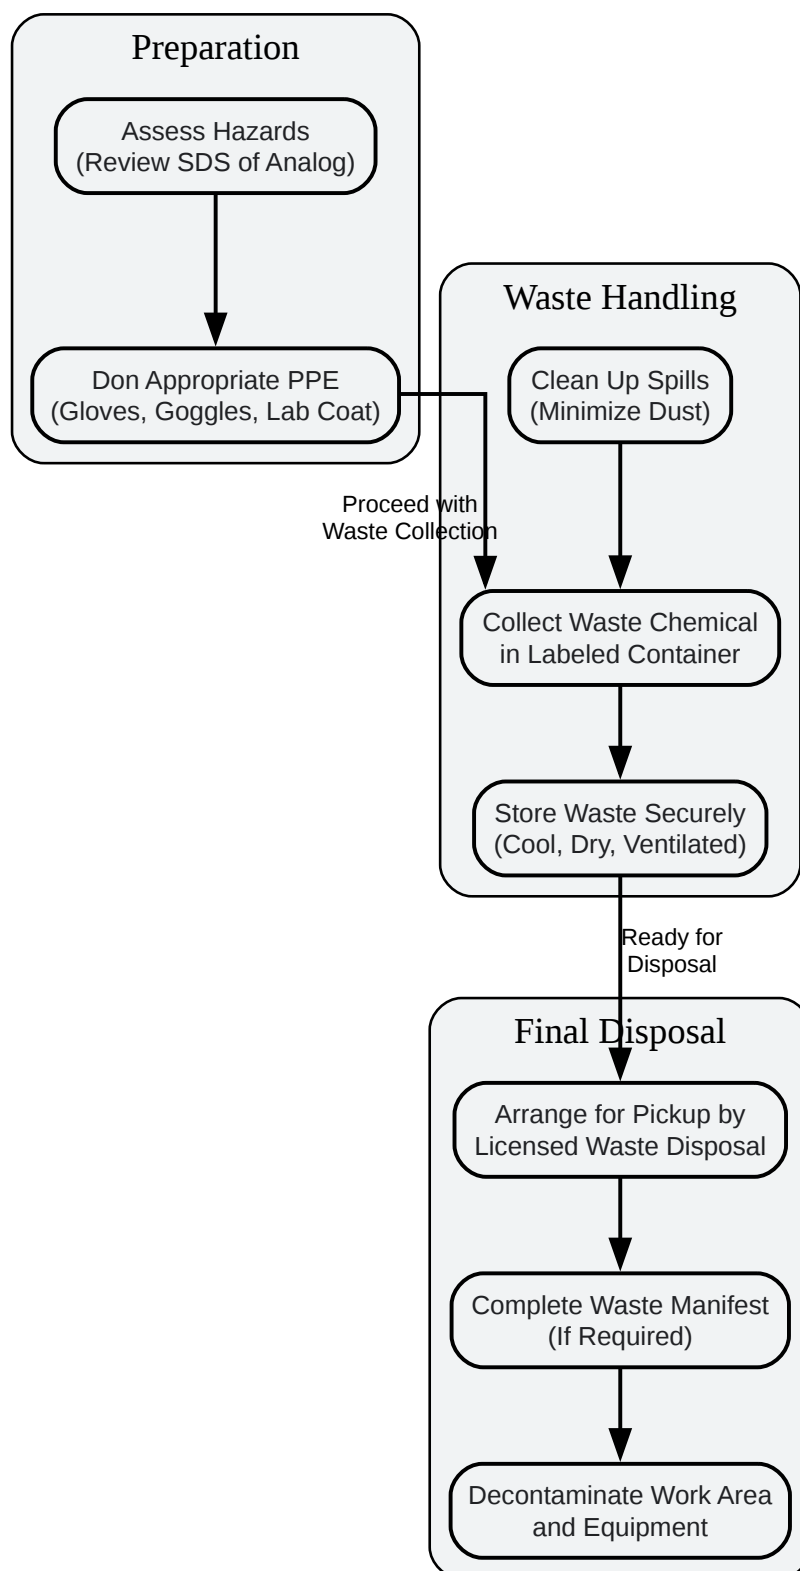 Preparation
Assess Hazards
(Review SDS of Analog)
Don Appropriate PPE
(Gloves, Goggles, Lab Coat)
Proceed with
Waste Collection
Waste Handling
Clean Up Spills
(Minimize Dust)
Collect Waste Chemical
in Labeled Container
Store Waste Securely
(Cool, Dry, Ventilated)
Ready for
Disposal
Final Disposal
Arrange for Pickup by
Licensed Waste Disposal
Complete Waste Manifest
(If Required)
Decontaminate Work Area
and Equipment